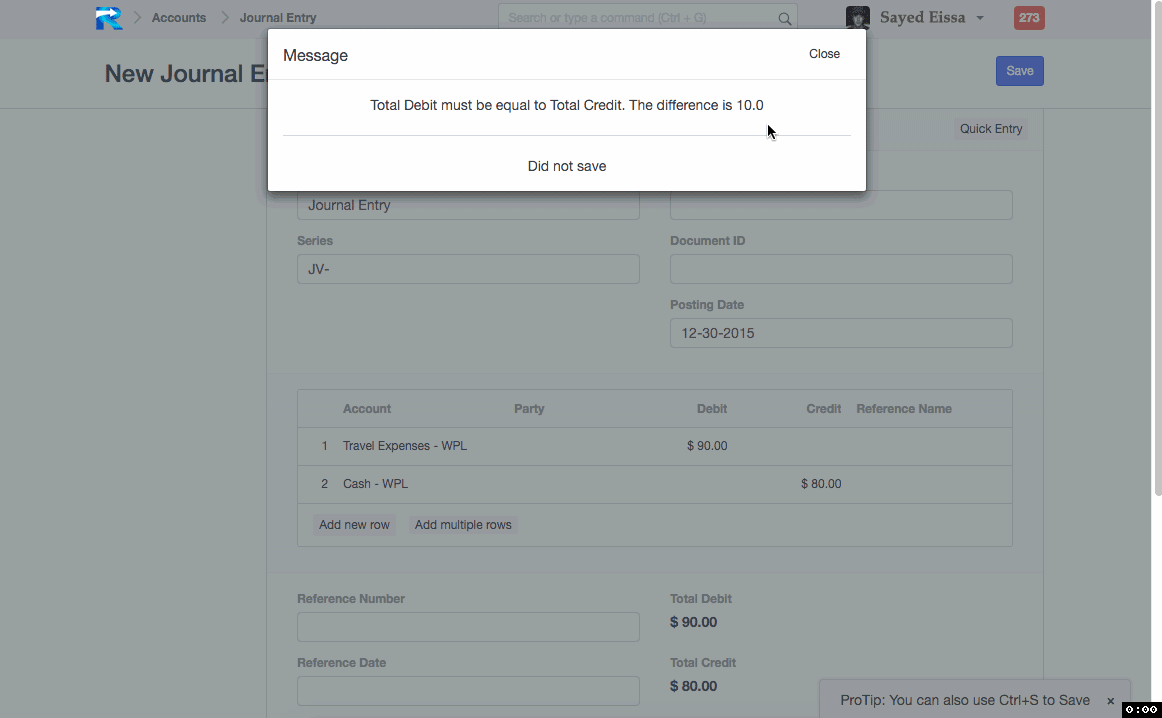 Accounts
Journal Entry
Search or type a command (Ctrl + G)
Sayed Eissa
273
New Journal E
Save
Message
Close
Total Debit must be equal to Total Credit. The difference is 10.0
Did not save
Quick Entry
Journal Entry
Series
Document ID
JV-
Posting Date
12-30-2015
Account Party Debit Credit Reference Name
1 Travel Expenses - WPL $ 90.00
2 Cash - WPL $ 80.00
Add new row Add multiple rows
Reference Number
Total Debit
$ 90.00
Reference Date
Total Credit
$ 80.00
ProTip: You can also use Ctrl+S to Save ×
0:00